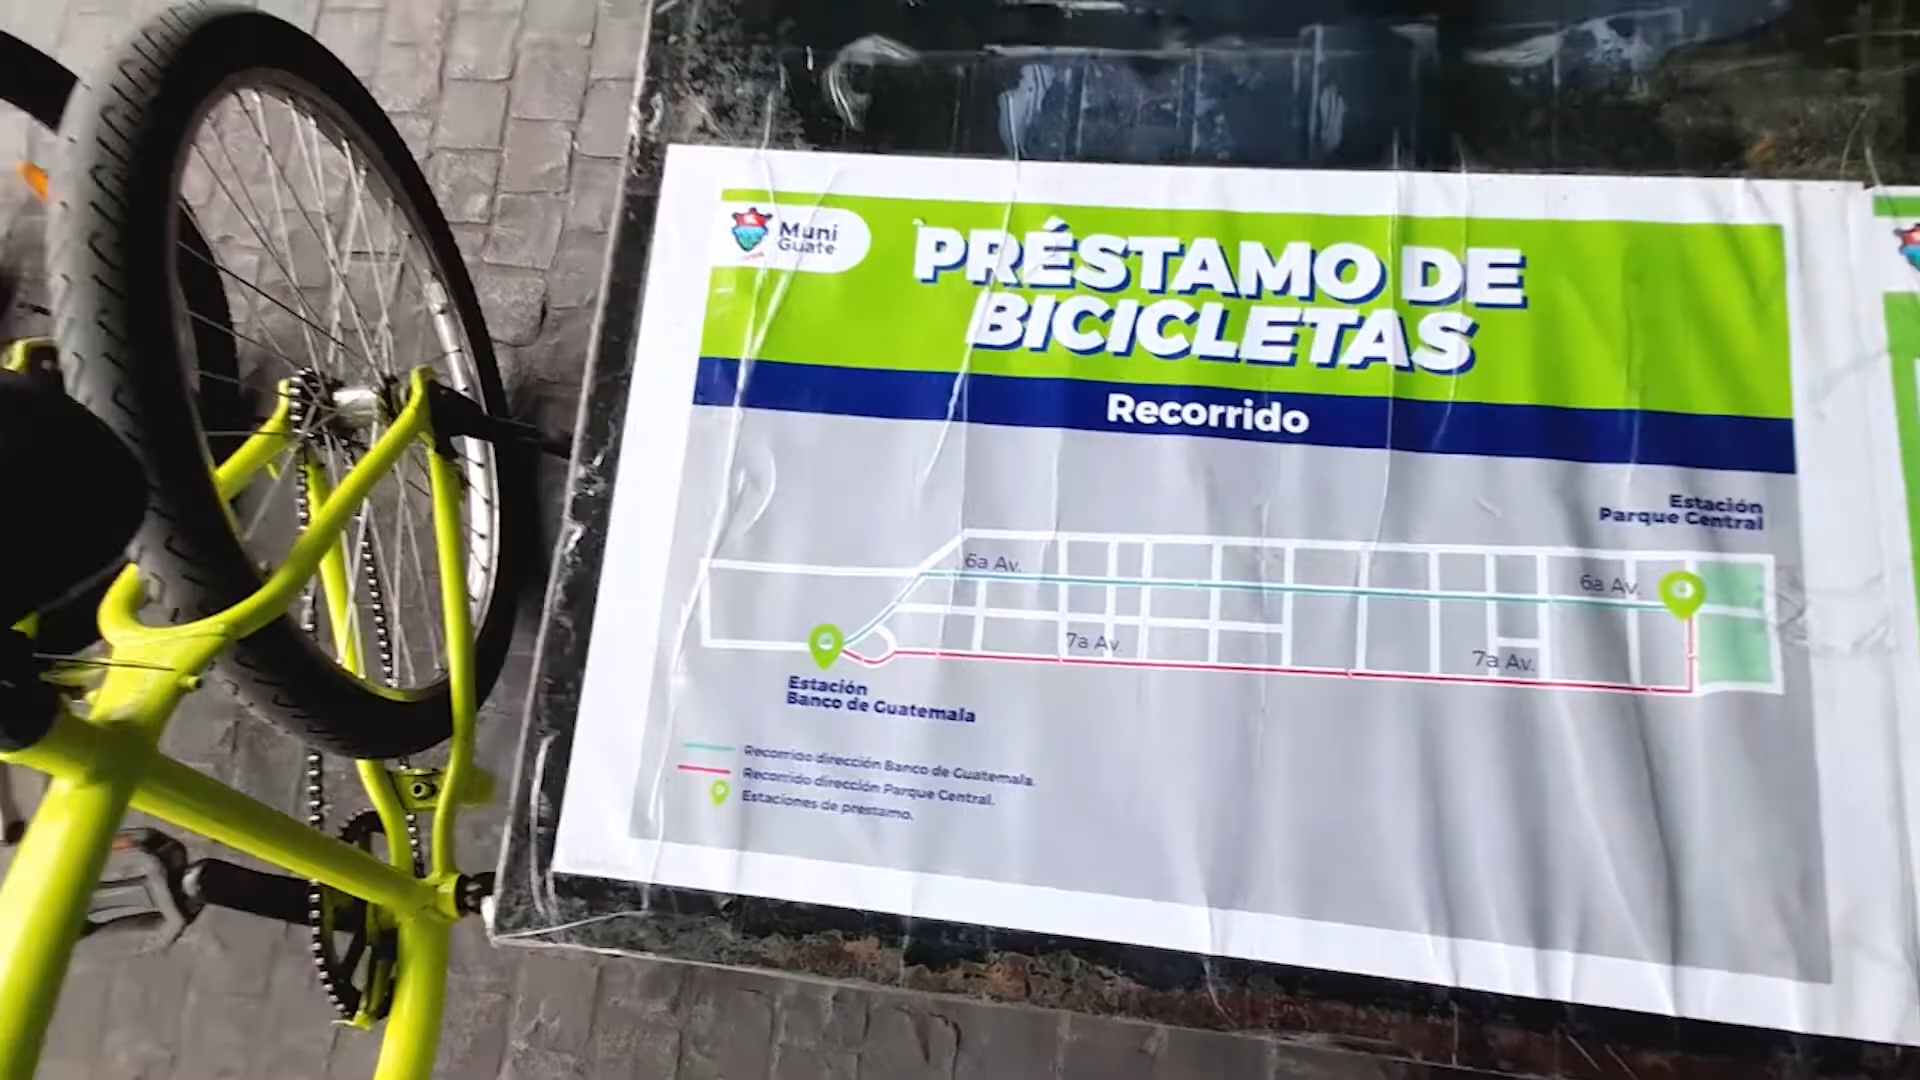 Muni
Guate
PRÉSTAMO DE
BICICLETAS
Recorrido
Estación
Parque Central
6a Av.
6a Av.
7a Av.
7a Av.
Estación
Banco de Guatemala
Recorrido dirección Banco de Guatemala.
Recorrido dirección Parque Central.
Estaciones de prestamo.